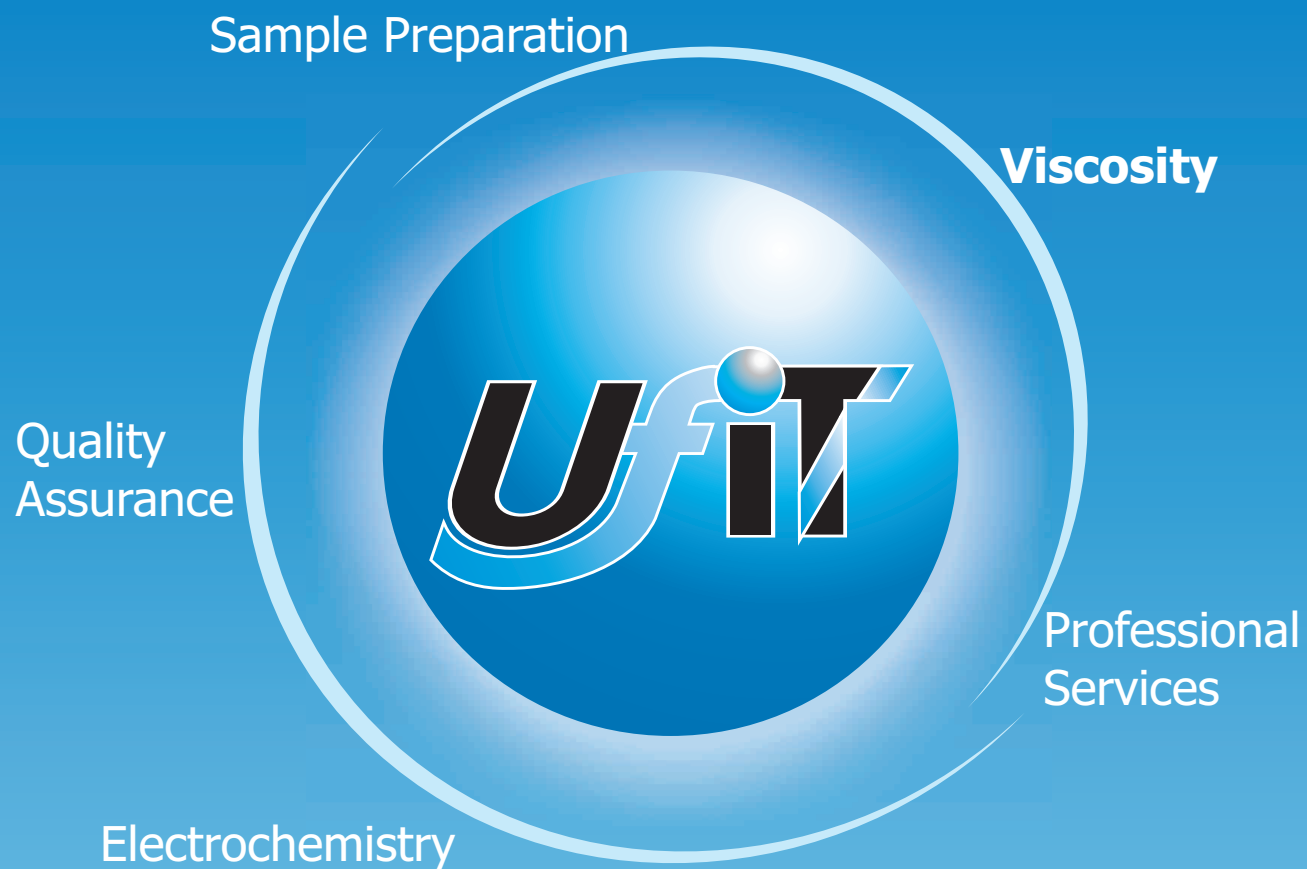 Sample Preparation
Viscosity
UfiT
Quality
Assurance
Professional
Services
Electrochemistry